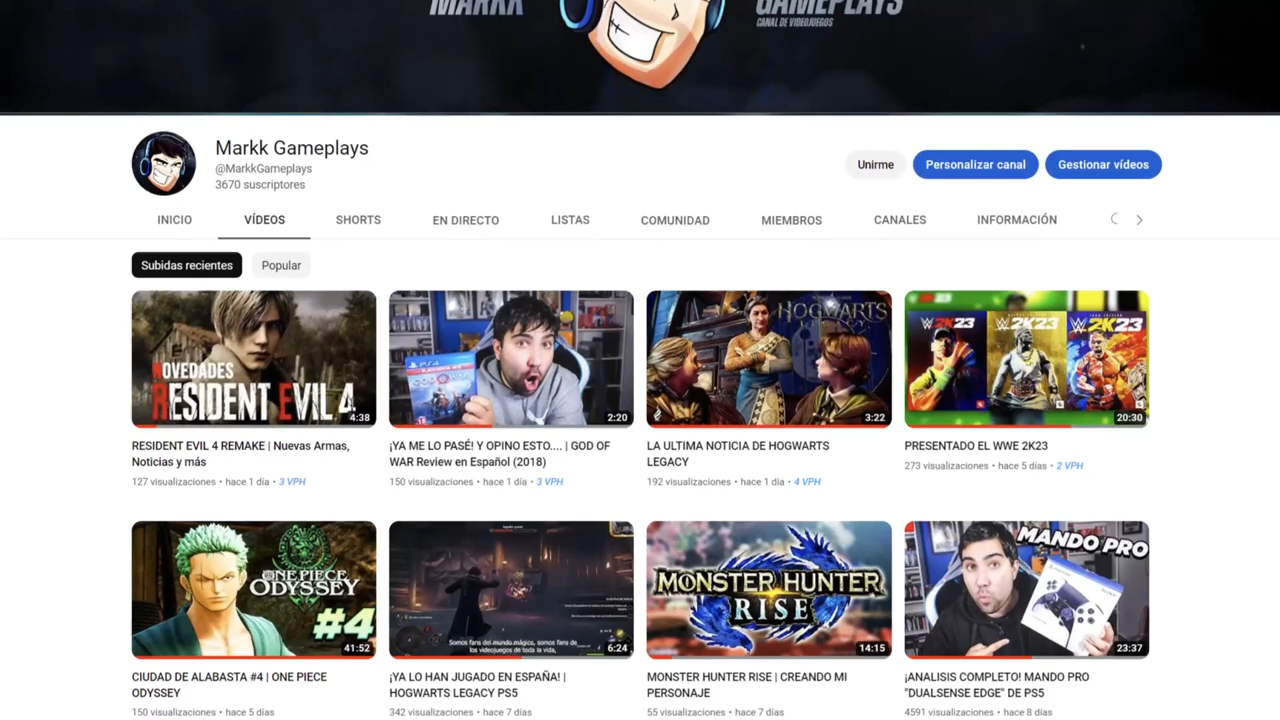 MARKK
GAMEPLAYS
CANAL DE VIDEOJUEGOS
Markk Gameplays
@MarkkGameplays
3670 suscriptores
Unirme
Personalizar canal
Gestionar vídeos
INICIO
VÍDEOS
SHORTS
EN DIRECTO
LISTAS
COMUNIDAD
MIEMBROS
CANALES
INFORMACIÓN
Subidas recientes
Popular
NOVEDADES
RESIDENT EVIL 4
4:38
PS4
GOD OF WAR
2:20
HOGWARTS
LEGACY
3:22
W 2K23
W 2K23
W 2K23
20:30
RESIDENT EVIL 4 REMAKE | Nuevas Armas,
Noticias y más
127 visualizaciones • hace 1 día • 3 VPH
¡YA ME LO PASÉ! Y OPINO ESTO.... | GOD OF
WAR Review en Español (2018)
150 visualizaciones • hace 1 día • 3 VPH
LA ULTIMA NOTICIA DE HOGWARTS
LEGACY
192 visualizaciones • hace 1 día • 4 VPH
PRESENTADO EL WWE 2K23
273 visualizaciones • hace 5 días • 2 VPH
ONE PIECE
ODYSSEY
#4
41:52
Somos fans del mundo mágico, somos fans de
los videojuegos de toda la vida,
6:24
MONSTER HUNTER
RISE
14:15
MANDO PRO
SONY
23:37
CIUDAD DE ALABASTA #4 | ONE PIECE
ODYSSEY
150 visualizaciones • hace 5 días
¡YA LO HAN JUGADO EN ESPAÑA! |
HOGWARTS LEGACY PS5
342 visualizaciones • hace 7 días
MONSTER HUNTER RISE | CREANDO MI
PERSONAJE
55 visualizaciones • hace 7 días
¡ANALISIS COMPLETO! MANDO PRO
"DUALSENSE EDGE" DE PS5
4591 visualizaciones • hace 8 días